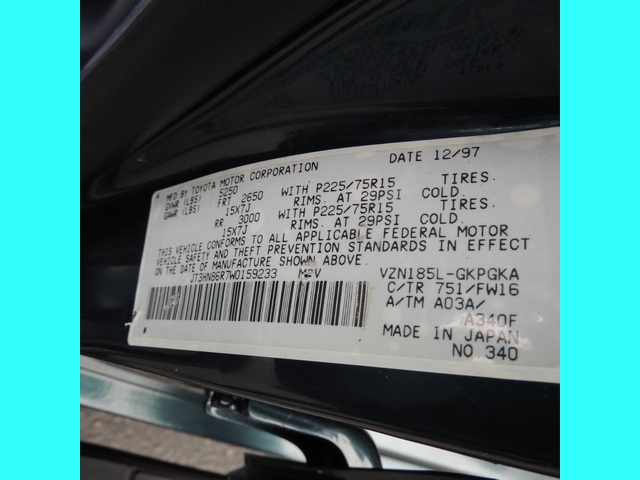 MFD. BY TOYOTA MOTOR CORPORATION DATE 12/97
GVWR (LBS) 5250
GAWR (LBS) FRT 2650 WITH P225/75R15 TIRES.
15X7J RIMS. AT 29PSI COLD.
RR 3000 WITH P225/75R15 TIRES.
15X7J RIMS. AT 29PSI COLD.
THIS VEHICLE CONFORMS TO ALL APPLICABLE FEDERAL MOTOR
VEHICLE SAFETY AND THEFT PREVENTION STANDARDS IN EFFECT
ON THE DATE OF MANUFACTURE SHOWN ABOVE.
JT3HN86R7W0159233 MPV VZN185L-GKPGKA
C/TR 751/FW16
A/TM A03A/
A340F
MADE IN JAPAN
NO 340